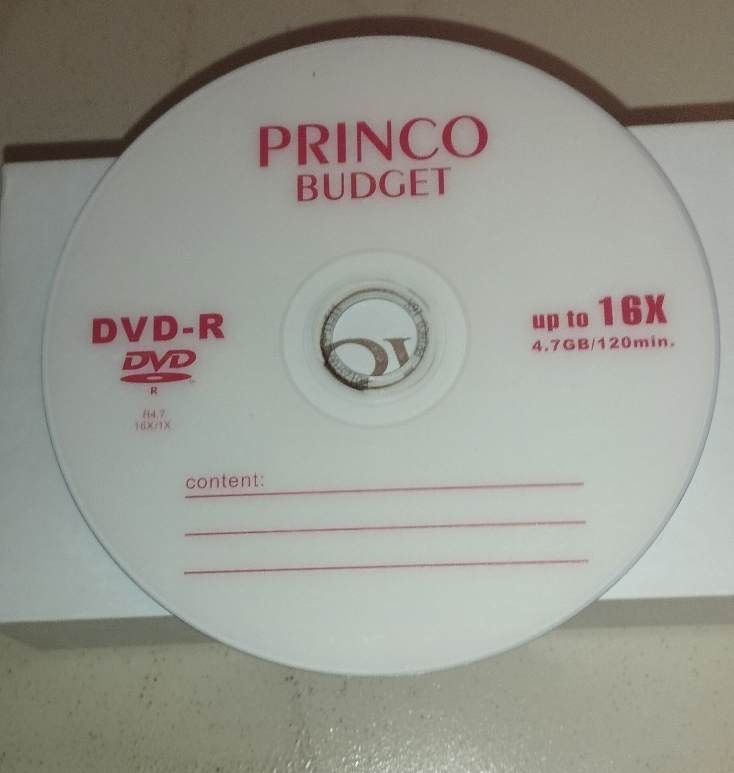 PRINCO
BUDGET
DVD-R
DVD
R
R4.7
16X/1X
up to 16X
4.7GB/120min.
content: